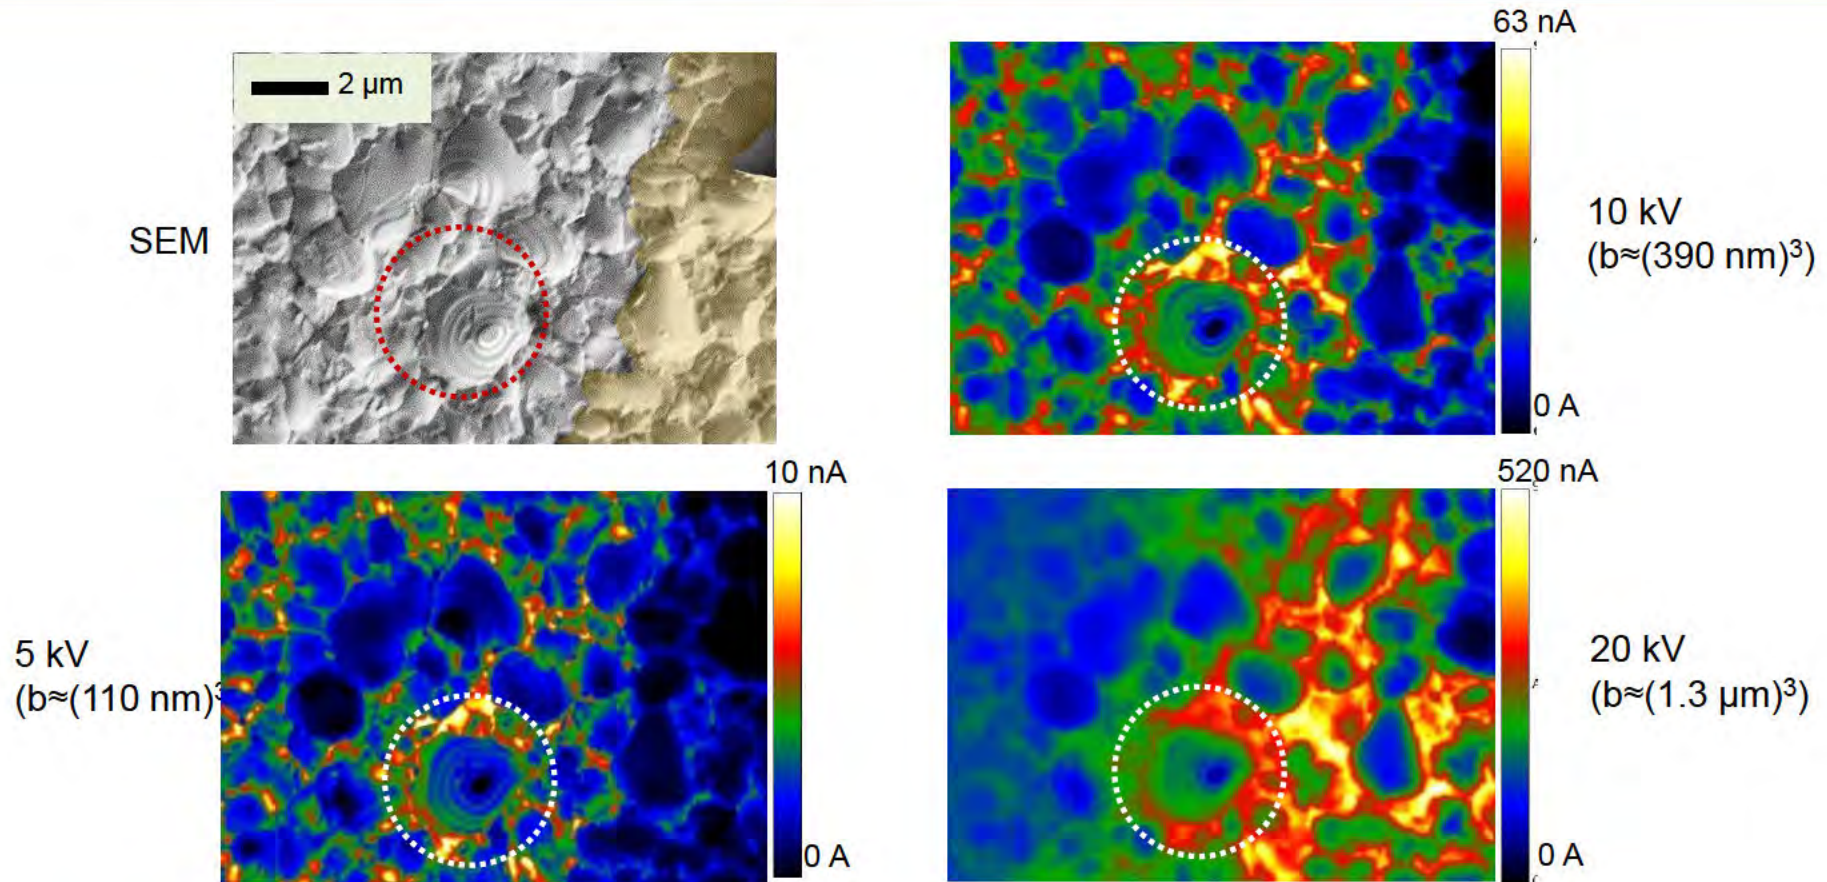 2 µm
SEM
63 nA
10 kV
(b≈(390 nm)³)
0 A
10 nA
5 kV
(b≈(110 nm)³
0 A
520 nA
20 kV
(b≈(1.3 µm)³)
0 A